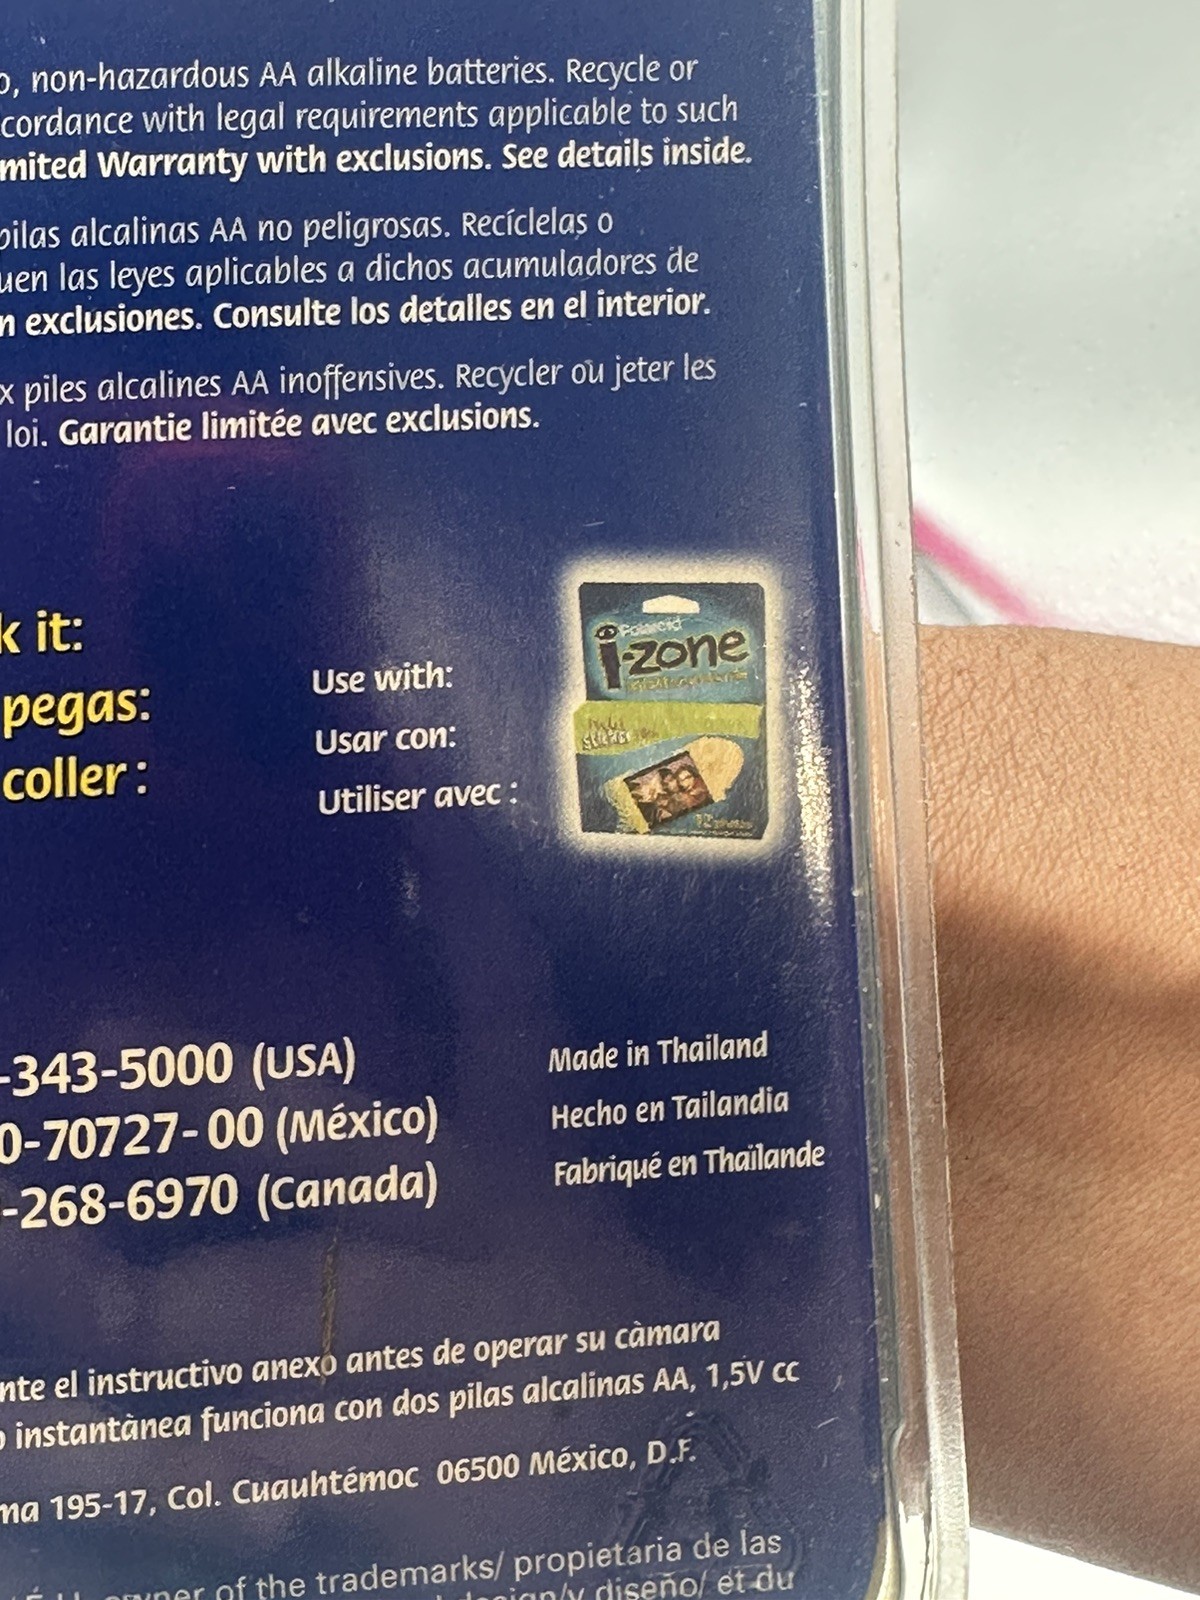 o, non-hazardous AA alkaline batteries. Recycle or
cordance with legal requirements applicable to such
mited Warranty with exclusions. See details inside.
pilas alcalinas AA no peligrosas. Recíclelas o
uen las leyes aplicables a dichos acumuladores de
n exclusiones. Consulte los detalles en el interior.
x piles alcalines AA inoffensives. Recycler ou jeter les
loi. Garantie limitée avec exclusions.
k it:
pegas:
coller :
Use with:
Usar con:
Utiliser avec :
Polaroid
i-zone
sticker
-343-5000 (USA)
0-70727-00 (México)
-268-6970 (Canada)
Made in Thailand
Hecho en Tailandia
Fabriqué en Thaïlande
nte el instructivo anexo antes de operar su càmara
o instantànea funciona con dos pilas alcalinas AA, 1,5V cc
ma 195-17, Col. Cuauhtémoc 06500 México, D.F.
owner of the trademarks/ propietaria de las
design/y diseño/ et du